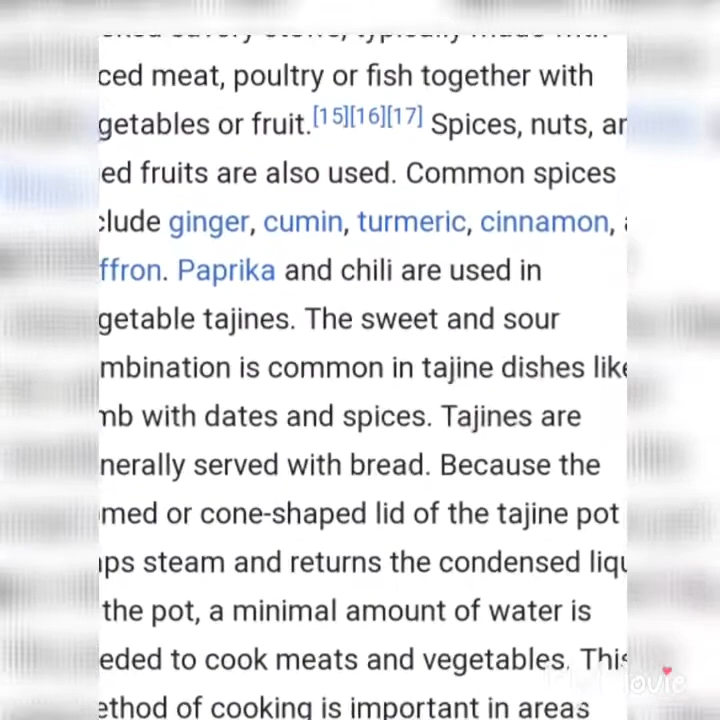 ced meat, poultry or fish together with
getables or fruit.[15][16][17] Spices, nuts, ar
ed fruits are also used. Common spices
clude ginger, cumin, turmeric, cinnamon,
ffron. Paprika and chili are used in
getable tajines. The sweet and sour
mbination is common in tajine dishes like
mb with dates and spices. Tajines are
nerally served with bread. Because the
med or cone-shaped lid of the tajine pot
aps steam and returns the condensed liqu
the pot, a minimal amount of water is
eded to cook meats and vegetables. This
ethod of cooking is important in areas